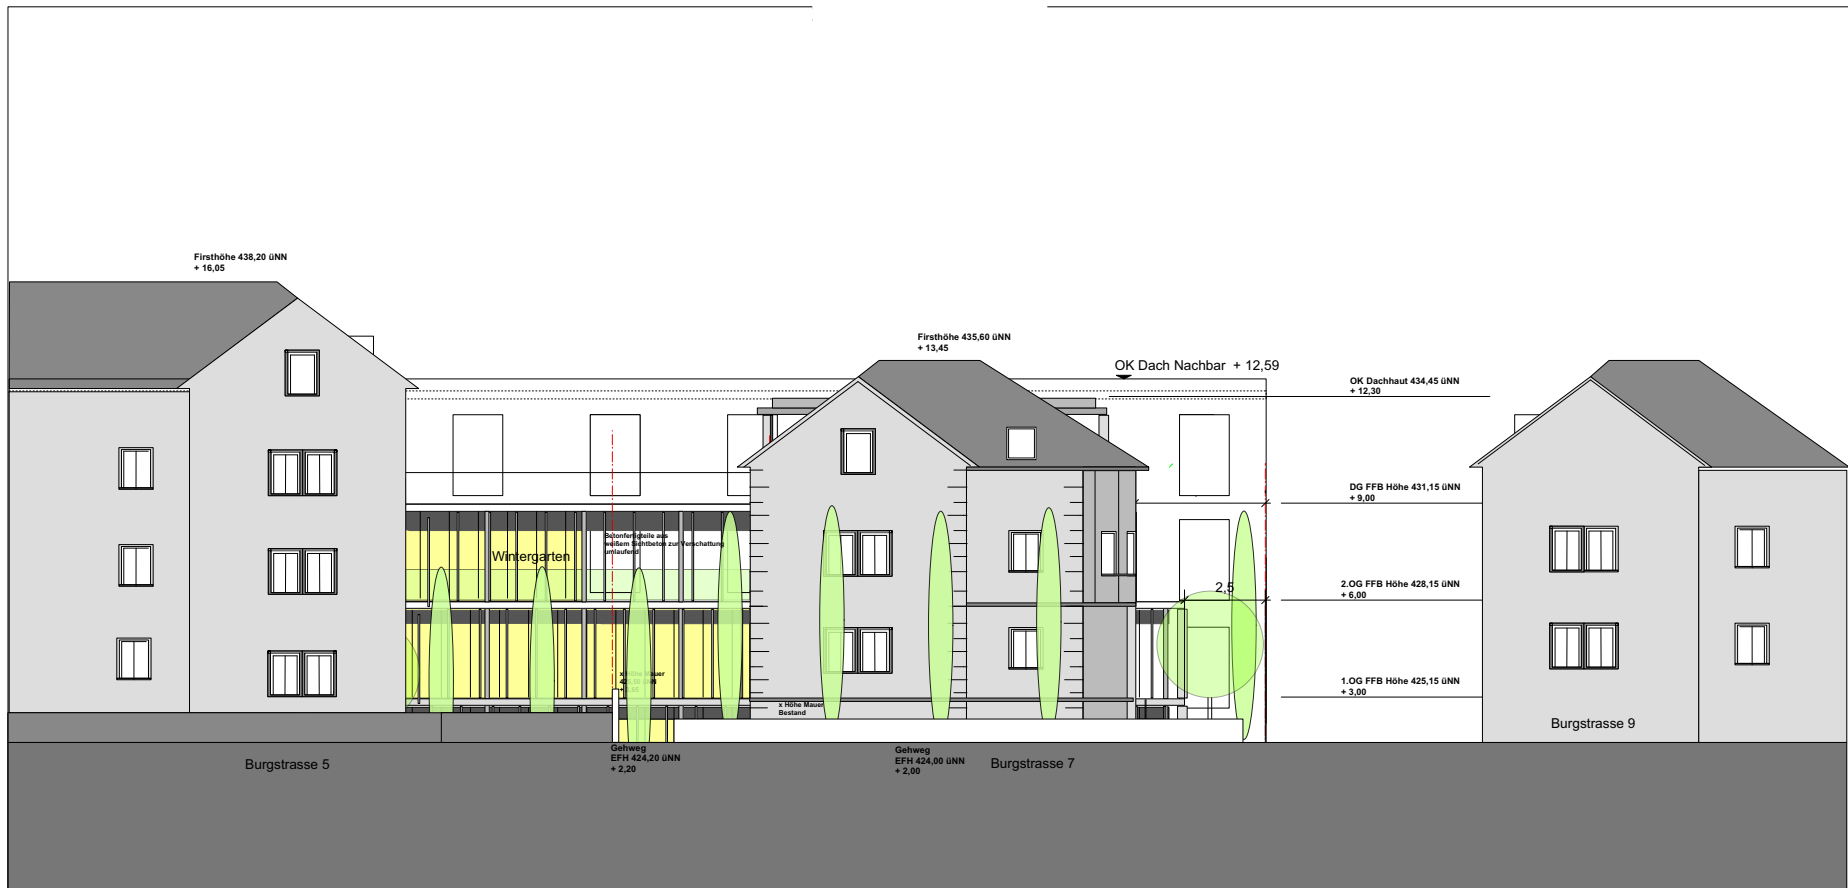 Firsthöhe 438,20 üNN
+ 16,05
Firsthöhe 435,60 üNN
+ 13,45
OK Dach Nachbar + 12,59
OK Dachhaut 434,45 üNN
+ 12,30
DG FFB Höhe 431,15 üNN
+ 9,00
Betonfertigteile aus
weißem Sichtbeton zur Verschattung
umlaufend
Wintergarten
2.OG FFB Höhe 428,15 üNN
+ 6,00
2,5
x Höhe Mauer
1.OG FFB Höhe 425,15 üNN
+ 3,00
x Höhe Mauer
Bestand
Burgstrasse 9
Gehweg
EFH 424,20 üNN
+ 2,20
Gehweg
EFH 424,00 üNN
+ 2,00
Burgstrasse 5
Burgstrasse 7